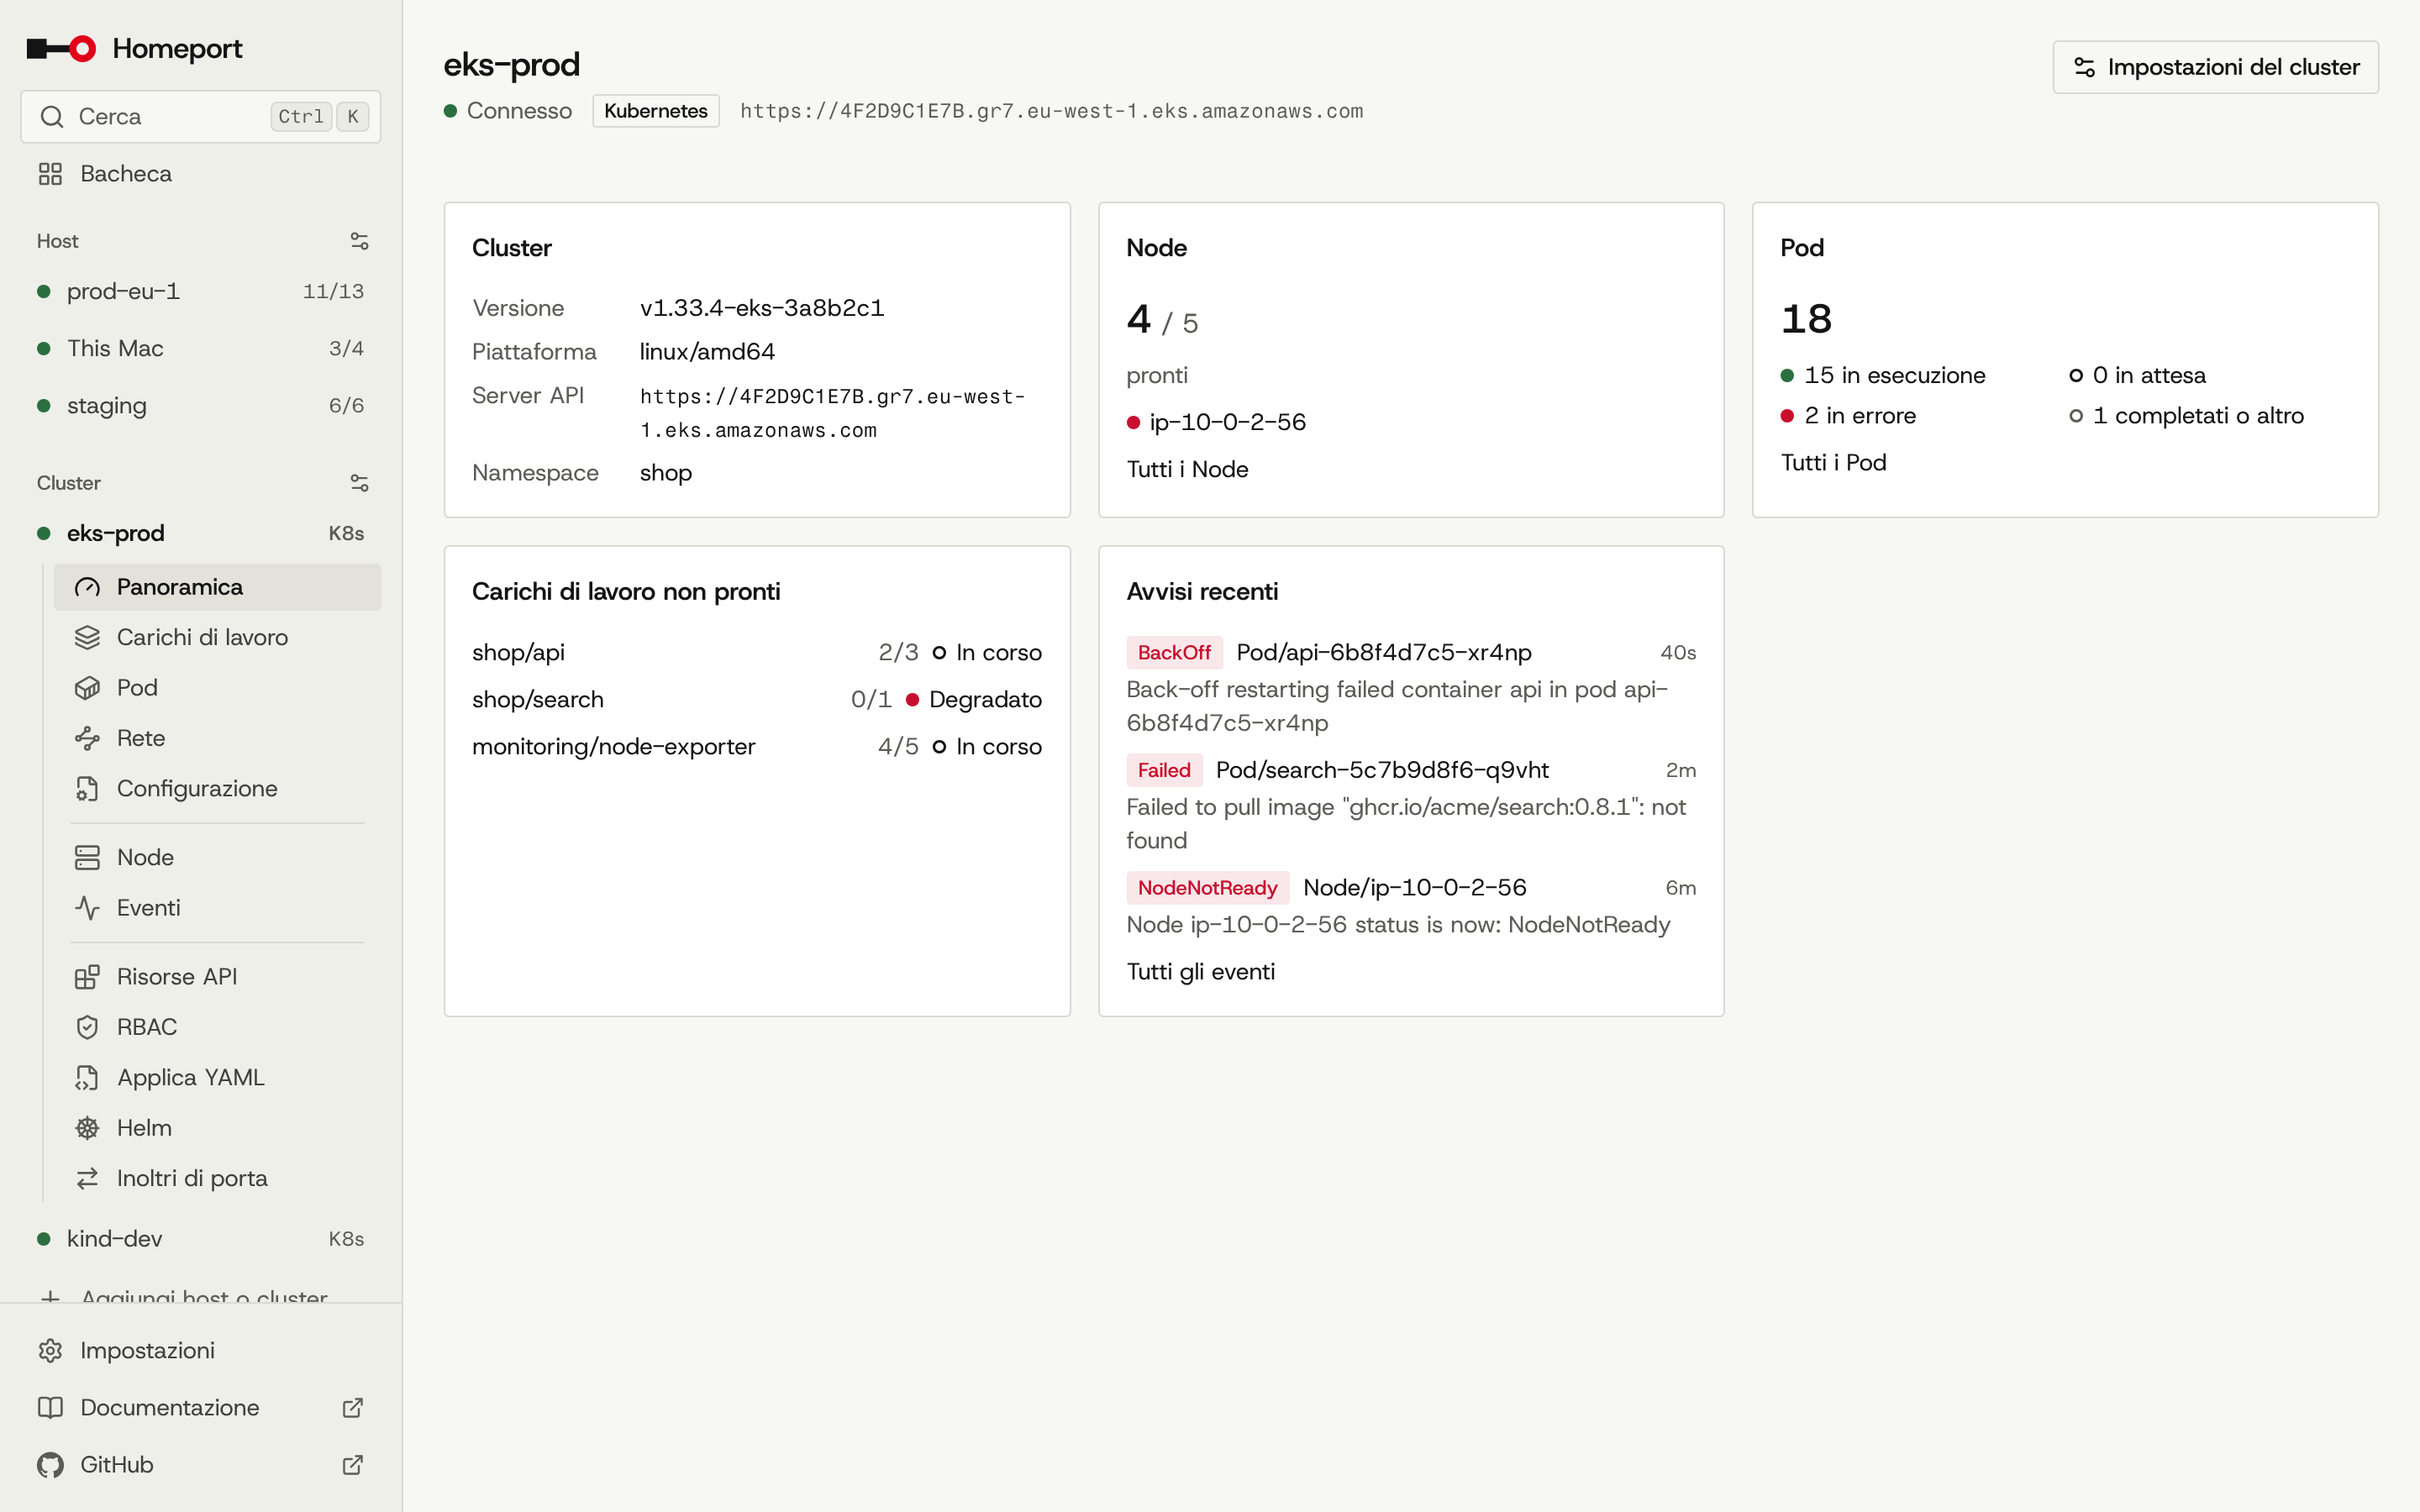 Homeport
Cerca
Ctrl K
Bacheca
Host
prod-eu-1 11/13
This Mac 3/4
staging 6/6
Cluster
eks-prod K8s
Panoramica
Carichi di lavoro
Pod
Rete
Configurazione
Node
Eventi
Risorse API
RBAC
Applica YAML
Helm
Inoltri di porta
kind-dev K8s
Aggiungi host o cluster
Impostazioni
Documentazione
GitHub
eks-prod
Connesso Kubernetes https://4F2D9C1E7B.gr7.eu-west-1.eks.amazonaws.com
Impostazioni del cluster
Cluster
Versione v1.33.4-eks-3a8b2c1
Piattaforma linux/amd64
Server API https://4F2D9C1E7B.gr7.eu-west-
1.eks.amazonaws.com
Namespace shop
Node
4 / 5
pronti
ip-10-0-2-56
Tutti i Node
Pod
18
15 in esecuzione 0 in attesa
2 in errore 1 completati o altro
Tutti i Pod
Carichi di lavoro non pronti
shop/api 2/3 In corso
shop/search 0/1 Degradato
monitoring/node-exporter 4/5 In corso
Avvisi recenti
BackOff Pod/api-6b8f4d7c5-xr4np 40s
Back-off restarting failed container api in pod api-
6b8f4d7c5-xr4np
Failed Pod/search-5c7b9d8f6-q9vht 2m
Failed to pull image "ghcr.io/acme/search:0.8.1": not
found
NodeNotReady Node/ip-10-0-2-56 6m
Node ip-10-0-2-56 status is now: NodeNotReady
Tutti gli eventi